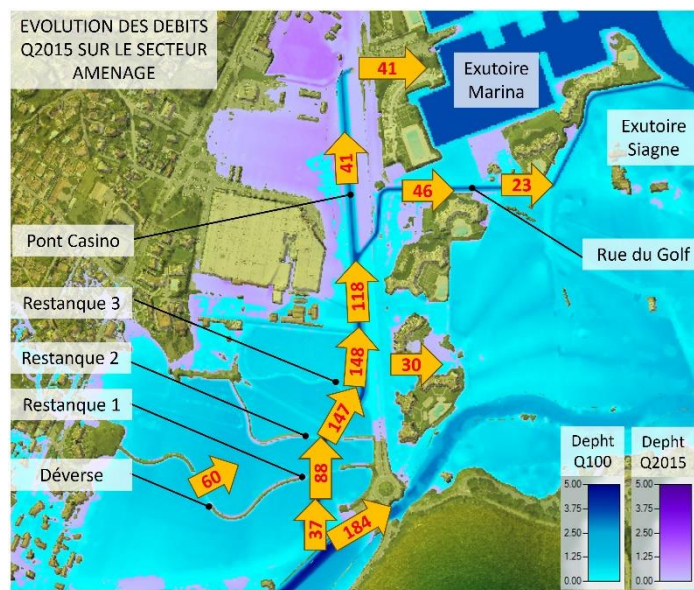 EVOLUTION DES DEBITS
Q2015 SUR LE SECTEUR
AMENAGE
41
Exutoire
Marina
Exutoire
Siagne
41
46
23
Pont Casino
Rue du Golf
118
Restanque 3
148
30
Restanque 2
147
Restanque 1
88
60
Déverse
37
184
Depht
Q100
5.00
3.75
2.50
1.25
0.00
Depht
Q2015
5.00
3.75
2.50
1.25
0.00